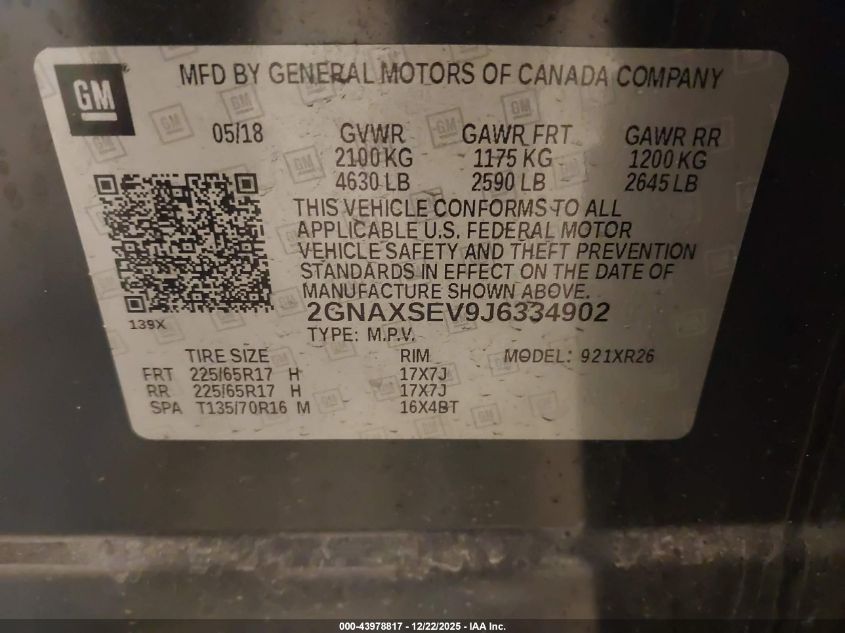 GM
MFD BY GENERAL MOTORS OF CANADA COMPANY
05/18 GVWR GAWR FRT GAWR RR
2100 KG 1175 KG 1200 KG
4630 LB 2590 LB 2645 LB
THIS VEHICLE CONFORMS TO ALL
APPLICABLE U.S. FEDERAL MOTOR
VEHICLE SAFETY AND THEFT PREVENTION
STANDARDS IN EFFECT ON THE DATE OF
MANUFACTURE SHOWN ABOVE.
2GNAXSEV9J6334902
139X
TYPE: M.P.V.
TIRE SIZE RIM MODEL: 921XR26
FRT 225/65R17 H 17X7J
RR 225/65R17 H 17X7J
SPA T135/70R16 M 16X4BT
000-43978817 - 12/22/2025 - IAA Inc.